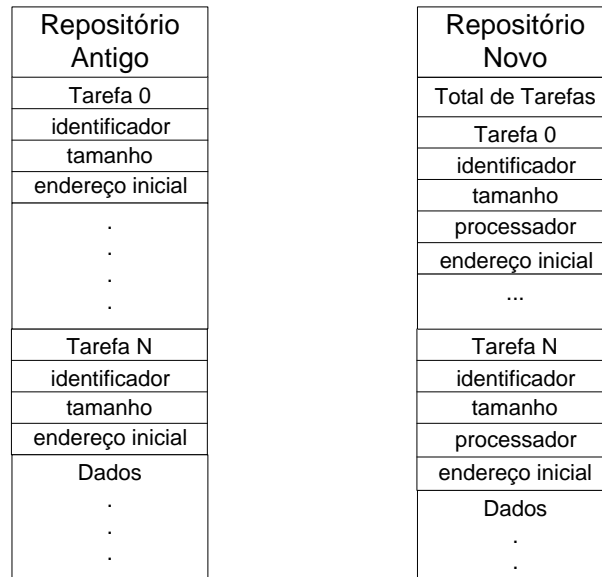 Repositório
Antigo
Tarefa 0
identificador
tamanho
endereço inicial
.
.
.
.
Tarefa N
identificador
tamanho
endereço inicial
Dados
.
.
.
Repositório
Novo
Total de Tarefas
Tarefa 0
identificador
tamanho
processador
endereço inicial
...
Tarefa N
identificador
tamanho
processador
endereço inicial
Dados
.
.